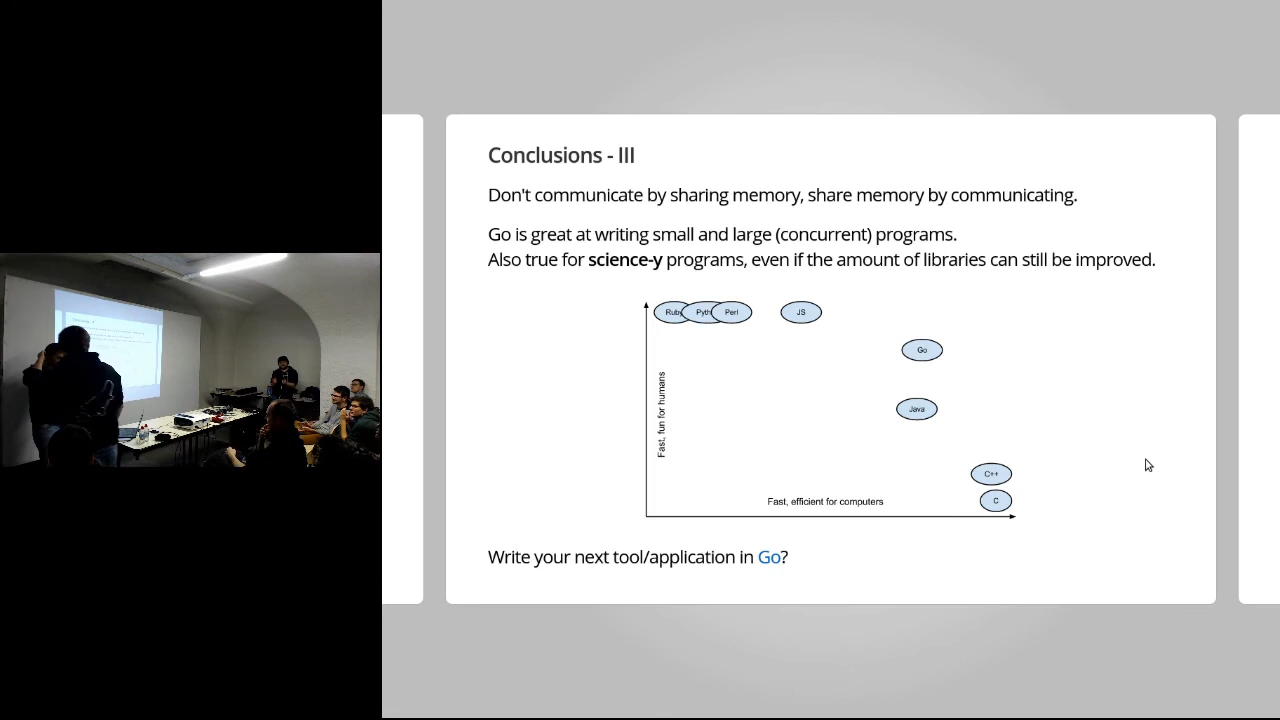 Conclusions - III
Don't communicate by sharing memory, share memory by communicating.
Go is great at writing small and large (concurrent) programs.
Also true for science-y programs, even if the amount of libraries can still be improved.
Ruby Pyth Perl JS
Go
Fast, fun for humans
Java
C++
Fast, efficient for computers
C
Write your next tool/application in Go?